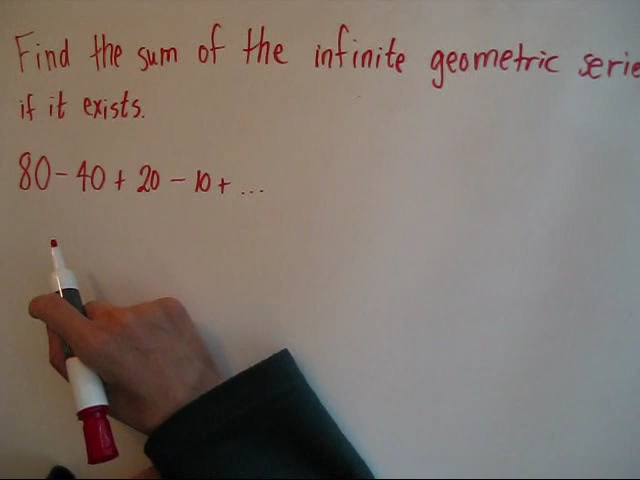 Find the sum of the infinite geometric serie
if it exists.
80 - 40 + 20 - 10 + ...